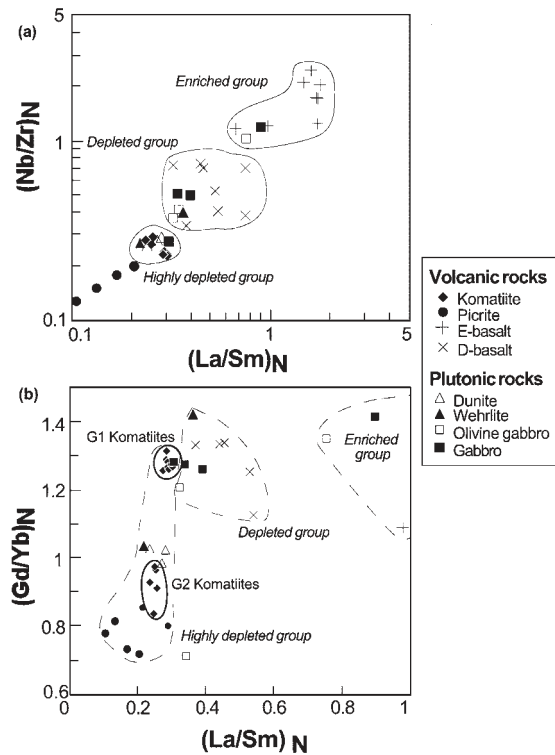 (a)
5
1
0.1
(Nb/Zr)N
Enriched group
Depleted group
Highly depleted group
0.1
1
5
(La/Sm)N
Volcanic rocks
Komatiite
Picrite
E-basalt
D-basalt
Plutonic rocks
Dunite
Wehrlite
Olivine gabbro
Gabbro
(b)
1.4
1.2
1
0.8
0.6
(Gd/Yb)N
G1 Komatiites
Enriched
group
Depleted group
G2 Komatiites
Highly depleted group
0
0.2
0.4
0.6
0.8
1
(La/Sm) N